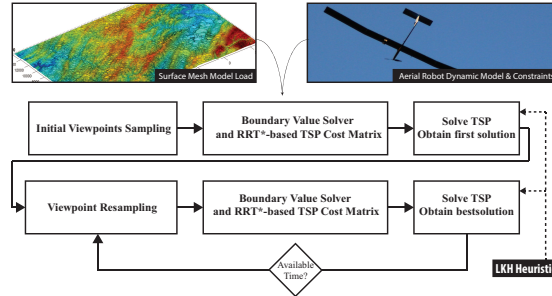 Surface Mesh Model Load
Aerial Robot Dynamic Model & Constraints
Initial Viewpoints Sampling
Boundary Value Solver
and RRT*-based TSP Cost Matrix
Solve TSP
Obtain first solution
Viewpoint Resampling
Boundary Value Solver
and RRT*-based TSP Cost Matrix
Solve TSP
Obtain bestsolution
Available
Time?
LKH Heuristi